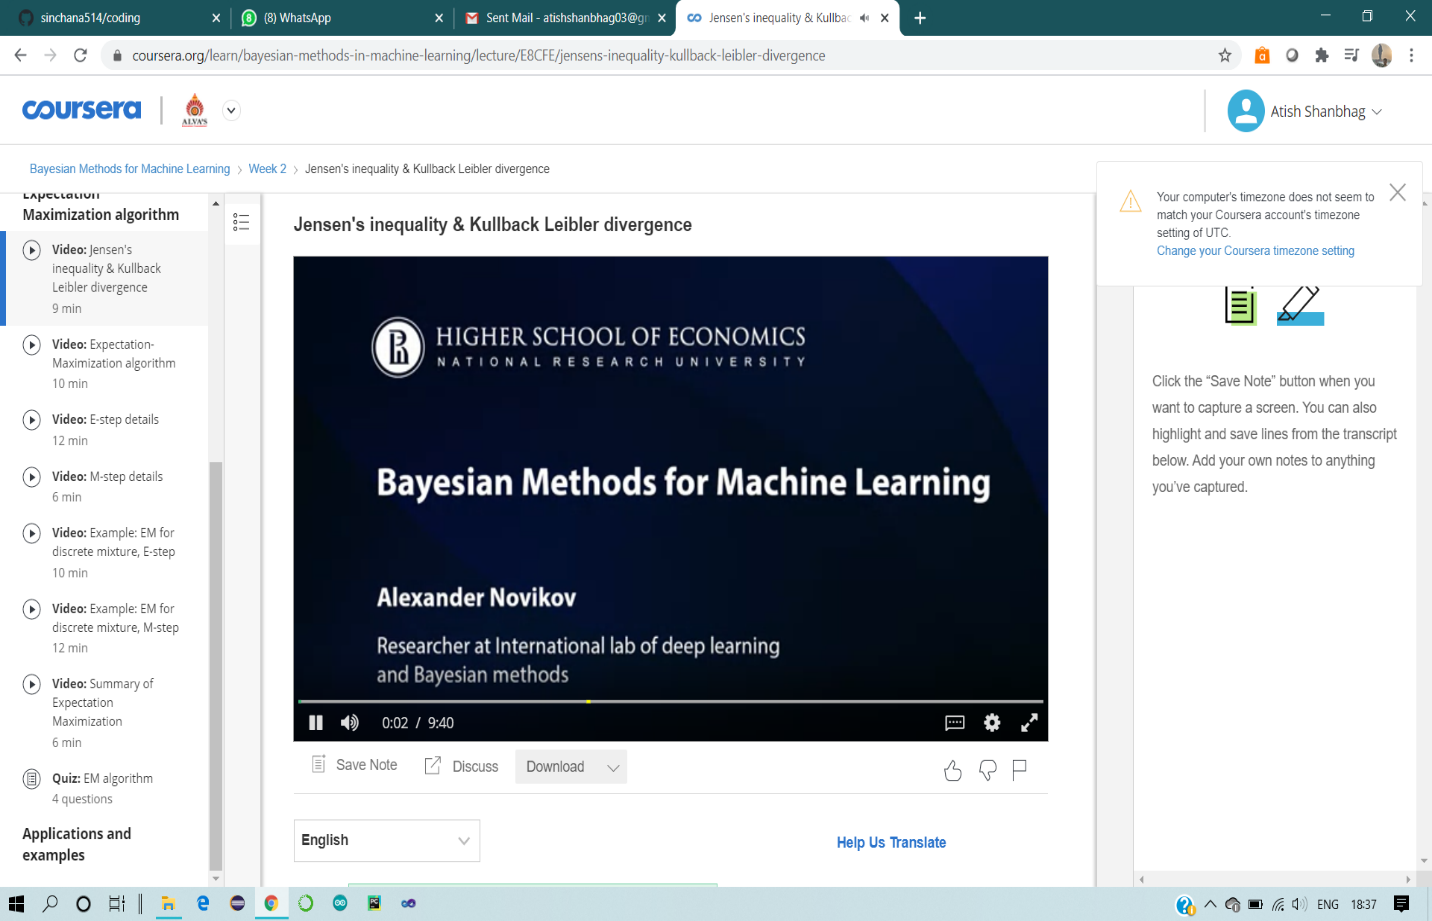 sinchana514/coding
(8) WhatsApp
Sent Mail - atishshanbhag03@gm
Jensen's inequality & Kullbac
coursera.org/learn/bayesian-methods-in-machine-learning/lecture/E8CFE/jensens-inequality-kullback-leibler-divergence
coursera
ALVA'S
Atish Shanbhag
Bayesian Methods for Machine Learning > Week 2 > Jensen's inequality & Kullback Leibler divergence
Expectation
Maximization algorithm
Video: Jensen's
inequality & Kullback
Leibler divergence
9 min
Video: Expectation-
Maximization algorithm
10 min
Video: E-step details
12 min
Video: M-step details
6 min
Video: Example: EM for
discrete mixture, E-step
10 min
Video: Example: EM for
discrete mixture, M-step
12 min
Video: Summary of
Expectation
Maximization
6 min
Quiz: EM algorithm
4 questions
Applications and
examples
Jensen's inequality & Kullback Leibler divergence
HIGHER SCHOOL OF ECONOMICS
NATIONAL RESEARCH UNIVERSITY
Bayesian Methods for Machine Learning
Alexander Novikov
Researcher at International lab of deep learning
and Bayesian methods
0:02 / 9:40
Save Note
Discuss
Download
English
Help Us Translate
Your computer's timezone does not seem to
match your Coursera account's timezone
setting of UTC.
Change your Coursera timezone setting
Click the “Save Note” button when you
want to capture a screen. You can also
highlight and save lines from the transcript
below. Add your own notes to anything
you've captured.
ENG
18:37